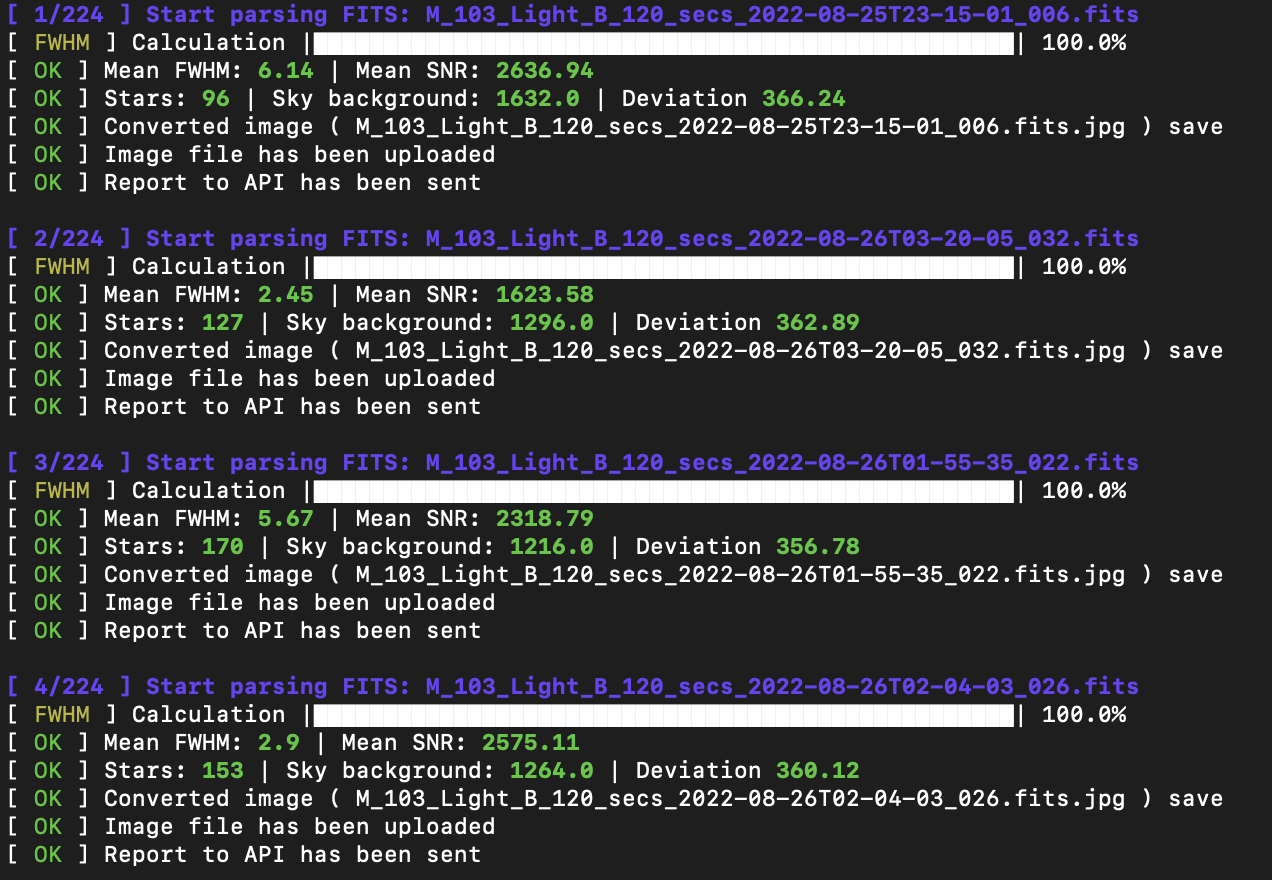 [ 1/224 ] Start parsing FITS: M_103_Light_B_120_secs_2022-08-25T23-15-01_006.fits
[ FWHM ] Calculation || 100.0%
[ OK ] Mean FWHM: 6.14 | Mean SNR: 2636.94
[ OK ] Stars: 96 | Sky background: 1632.0 | Deviation 366.24
[ OK ] Converted image ( M_103_Light_B_120_secs_2022-08-25T23-15-01_006.fits.jpg ) save
[ OK ] Image file has been uploaded
[ OK ] Report to API has been sent
[ 2/224 ] Start parsing FITS: M_103_Light_B_120_secs_2022-08-26T03-20-05_032.fits
[ FWHM ] Calculation || 100.0%
[ OK ] Mean FWHM: 2.45 | Mean SNR: 1623.58
[ OK ] Stars: 127 | Sky background: 1296.0 | Deviation 362.89
[ OK ] Converted image ( M_103_Light_B_120_secs_2022-08-26T03-20-05_032.fits.jpg ) save
[ OK ] Image file has been uploaded
[ OK ] Report to API has been sent
[ 3/224 ] Start parsing FITS: M_103_Light_B_120_secs_2022-08-26T01-55-35_022.fits
[ FWHM ] Calculation || 100.0%
[ OK ] Mean FWHM: 5.67 | Mean SNR: 2318.79
[ OK ] Stars: 170 | Sky background: 1216.0 | Deviation 356.78
[ OK ] Converted image ( M_103_Light_B_120_secs_2022-08-26T01-55-35_022.fits.jpg ) save
[ OK ] Image file has been uploaded
[ OK ] Report to API has been sent
[ 4/224 ] Start parsing FITS: M_103_Light_B_120_secs_2022-08-26T02-04-03_026.fits
[ FWHM ] Calculation || 100.0%
[ OK ] Mean FWHM: 2.9 | Mean SNR: 2575.11
[ OK ] Stars: 153 | Sky background: 1264.0 | Deviation 360.12
[ OK ] Converted image ( M_103_Light_B_120_secs_2022-08-26T02-04-03_026.fits.jpg ) save
[ OK ] Image file has been uploaded
[ OK ] Report to API has been sent